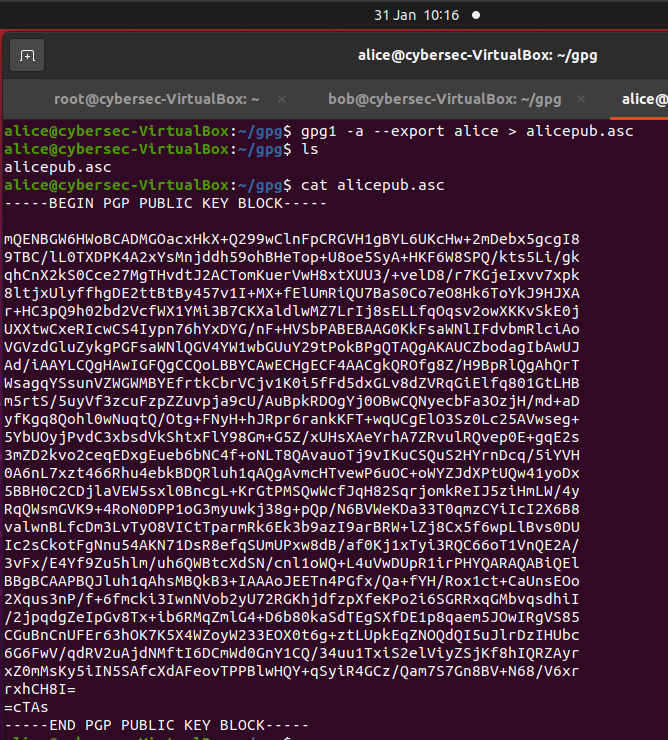 31 Jan 10:16
alice@cybersec-VirtualBox: ~/gpg
root@cybersec-VirtualBox: ~ × bob@cybersec-VirtualBox: ~/gpg × alice@
alice@cybersec-VirtualBox:~/gpg$ gpg1 -a --export alice > alicepub.asc
alice@cybersec-VirtualBox:~/gpg$ ls
alicepub.asc
alice@cybersec-VirtualBox:~/gpg$ cat alicepub.asc
-----BEGIN PGP PUBLIC KEY BLOCK-----
mQENBGW6HWoBCADMGOacxHkX+Q299wClnFpCRGVH1gBYL6UKcHw+2mDebx5gcgI8
9TBC/lL0TXDPK4A2xYsMnjddh59ohBHeTop+U8oe5SyA+HKF6W8SPQ/kts5Li/gk
qhCnX2kS0Cce27MgTHvdtJ2ACTomKuerVwH8xtXUU3/+velD8/r7KGjeIxvv7xpk
8ltjxUlyffhgDE2ttBtBy457v1I+MX+fElUmRiQU7BaS0Co7eO8Hk6ToYkJ9HJXA
r+HC3pQ9h02bd2VcfWX1YMi3B7CKXaldlwMZ7LrIj8sELLfqOqsv2owXKKvSkE0j
UXXtwCxeRIcwCS4Iypn76hYxDYG/nF+HVSbPABEBAAG0KkFsaWNlIFdvbmRlciAo
VGVzdGluZykgPGFsaWNlQGV4YW1wbGUuY29tPokBPgQTAQgAKAUCZbodagIbAwUJ
Ad/iAAYLCQgHAwIGFQgCCQoLBBYCAwECHgECF4AACgkQROfg8Z/H9BpRlQgAhQrT
WsagqYSsunVZWGWMBYEfrtkCbrVCjv1K0i5fFd5dxGLv8dZVRqGiElfq801GtLHB
m5rtS/5uyVf3zcuFzpZZuvpja9cU/AuBpkRDOgYj0OBwCQNyecbFa3OzjH/md+aD
yfKgq8Qohl0wNuqtQ/Otg+FNyH+hJRpr6rankKFT+wqUCgElO3Sz0Lc25AVwseg+
5YbUOyjPvdC3xbsdVkShtxFlY98Gm+G5Z/xUHsXAeYrhA7ZRvulRQvep0E+gqE2s
3mZD2kvo2ceqEDxgEueb6bNC4f+oNLT8QAvauoTj9vIKuCSQuS2HYrnDcq/5iYVH
0A6nL7xzt466Rhu4ebkBDQRluh1qAQgAvmcHTvewP6uOC+oWYZJdXPtUQw41yoDx
5BBH0C2CDjlaVEW5sxl0BncgL+KrGtPMSQwWcfJqH82SqrjomkReIJ5ziHmLW/4y
RqQWsmGVK9+4RoN0DPP1oG3myuwkj38g+pQp/N6BVWeKDa33T0qmzCYiIcI2X6B8
valwnBLfcDm3LvTyO8VICtTparmRk6Ek3b9azI9arBRW+lZj8Cx5f6wpLlBvs0DU
Ic2sCkotFgNnu54AKN71DsR8efqSUmUPxw8dB/af0Kj1xTyi3RQC66oT1VnQE2A/
3vFx/E4Yf9Zu5hlm/uh6QWBtcXdSN/cnl1oWQ+L4uVwDUpR1irPHYQARAQABiQEl
BBgBCAAPBQJluh1qAhsMBQkB3+IAAAoJEETn4PGfx/Qa+fYH/Rox1ct+CaUnsEOo
2Xqus3nP/f+6fmcki3IwnNVob2yU72RGKhjdfzpXfeKPo2i6SGRRxqGMbvqsdhiI
/2jpqdgZeIpGv8Tx+ib6RMqZmlG4+D6b80kaSdTEgSXfDE1p8qaem5JOwIRgVS85
CGuBnCnUFEr63hOK7K5X4WZoyW233EOX0t6g+ztLUpkEqZNOQdQI5uJlrDzIHUbc
6G6FwV/qdRV2uAjdNMftI6DCmWd0GnY1CQ/34uu1TxiS2elViyZSjKf8hIQRZAyr
xZ0mMsKy5iIN5SAfcXdAFeovTPPBlwHQY+qSyiR4GCz/Qam7S7Gn8BV+N68/V6xr
rxhCH8I=
=cTAs
-----END PGP PUBLIC KEY BLOCK-----